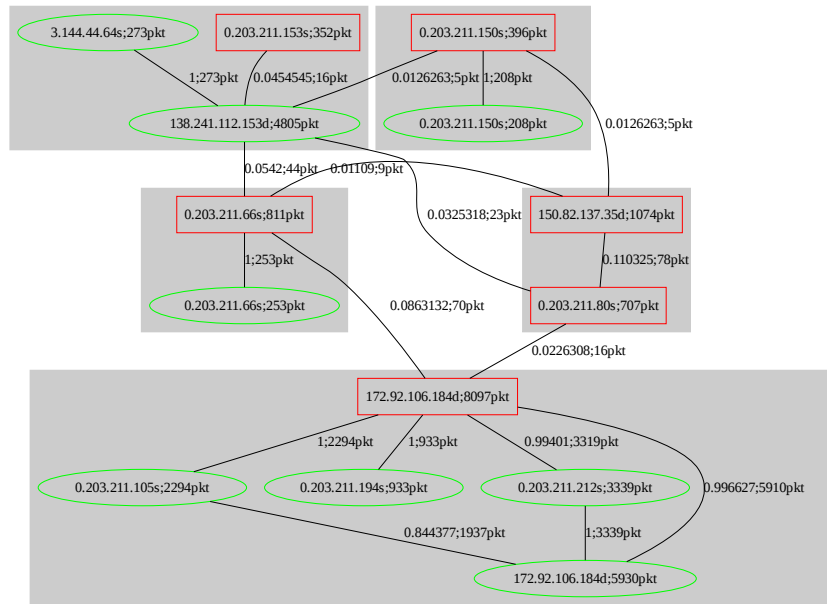 3.144.44.64s;273pkt
0.203.211.153s;352pkt
0.203.211.150s;396pkt
1;273pkt
0.0454545;16pkt
0.0126263;5pkt
1;208pkt
138.241.112.153d;4805pkt
0.203.211.150s;208pkt
0.0126263;5pkt
0.0542;44pkt
0.01109;9pkt
0.203.211.66s;811pkt
0.0325318;23pkt
150.82.137.35d;1074pkt
1;253pkt
0.110325;78pkt
0.203.211.66s;253pkt
0.0863132;70pkt
0.203.211.80s;707pkt
0.0226308;16pkt
172.92.106.184d;8097pkt
1;2294pkt
1;933pkt
0.99401;3319pkt
0.203.211.105s;2294pkt
0.203.211.194s;933pkt
0.203.211.212s;3339pkt
0.996627;5910pkt
0.844377;1937pkt
1;3339pkt
172.92.106.184d;5930pkt